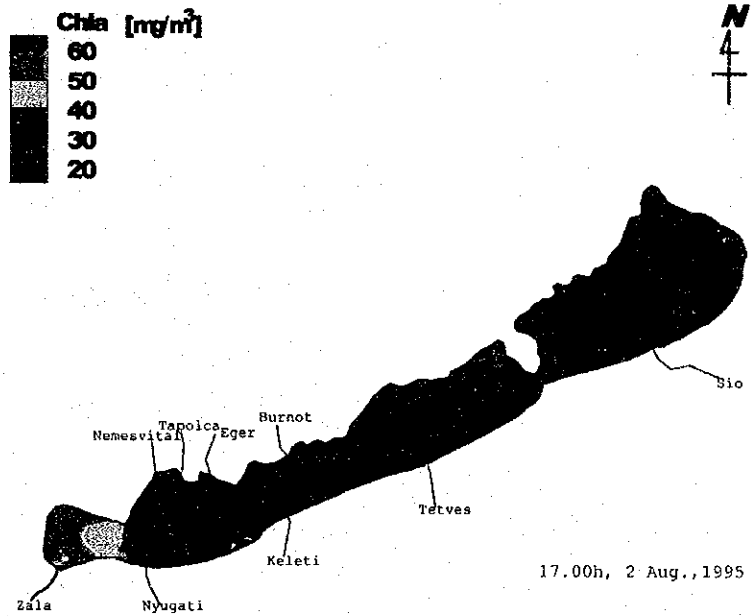 Chla [mg/m³]
60
50
40
30
20
N
Sio
Burnot
Tapolca
Eger
Nemesvital
Tetves
Keleti
17.00h, 2 Aug.,1995
Zala
Nyugati